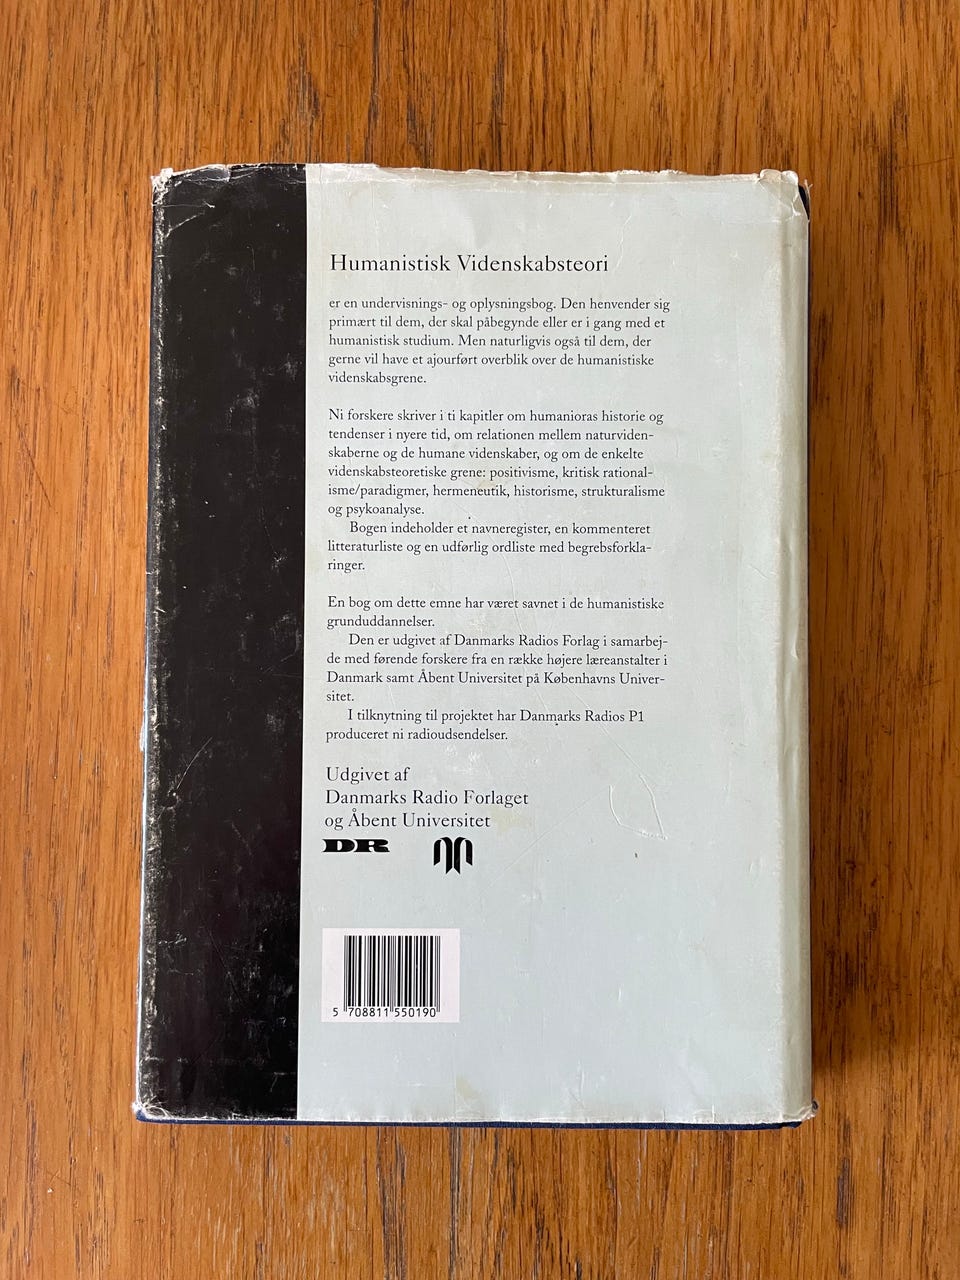 Humanistisk Videnskabsteori
er en undervisnings- og oplysningsbog. Den henvender sig
primært til dem, der skal påbegynde eller er i gang med et
humanistisk studium. Men naturligvis også til dem, der
gerne vil have et ajourført overblik over de humanistiske
videnskabsgrene.
Ni forskere skriver i ti kapitler om humanioras historie og
tendenser i nyere tid, om relationen mellem naturviden-
skaberne og de humane videnskaber, og om de enkelte
videnskabsteoretiske grene: positivisme, kritisk rational-
isme/paradigmer, hermeneutik, historisme, strukturalisme
og psykoanalyse.
Bogen indeholder et navneregister, en kommenteret
litteraturliste og en udførlig ordliste med begrebsforkla-
ringer.
En bog om dette emne har været savnet i de humanistiske
grunduddannelser.
Den er udgivet af Danmarks Radios Forlag i samarbej-
de med førende forskere fra en række højere læreanstalter i
Danmark samt Åbent Universitet på Københavns Univer-
sitet.
I tilknytning til projektet har Danmarks Radios P1
produceret ni radioudsendelser.
Udgivet af
Danmarks Radio Forlaget
og Åbent Universitet
DR
5 708811 550190